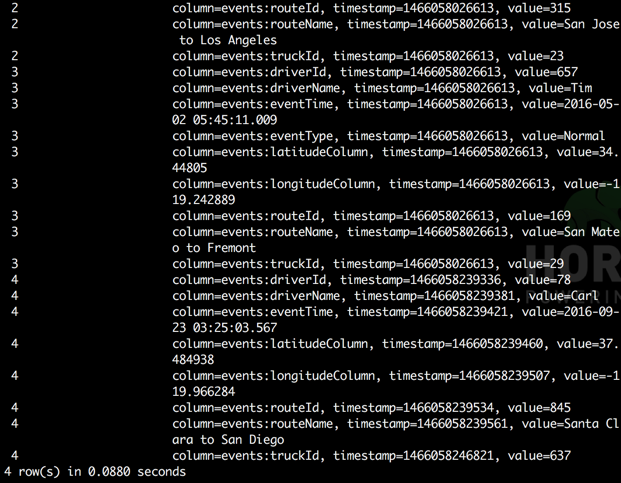 2 column=events:routeId, timestamp=1466058026613, value=315
2 column=events:routeName, timestamp=1466058026613, value=San Jose
to Los Angeles
2 column=events:truckId, timestamp=1466058026613, value=23
3 column=events:driverId, timestamp=1466058026613, value=657
3 column=events:driverName, timestamp=1466058026613, value=Tim
3 column=events:eventTime, timestamp=1466058026613, value=2016-05-
02 05:45:11.009
3 column=events:eventType, timestamp=1466058026613, value=Normal
3 column=events:latitudeColumn, timestamp=1466058026613, value=34.
44805
3 column=events:longitudeColumn, timestamp=1466058026613, value=-1
19.242889
3 column=events:routeId, timestamp=1466058026613, value=169
3 column=events:routeName, timestamp=1466058026613, value=San Mate
o to Fremont
3 column=events:truckId, timestamp=1466058026613, value=29
4 column=events:driverId, timestamp=1466058239336, value=78
4 column=events:driverName, timestamp=1466058239381, value=Carl
4 column=events:eventTime, timestamp=1466058239421, value=2016-09-
23 03:25:03.567
4 column=events:latitudeColumn, timestamp=1466058239460, value=37.
484938
4 column=events:longitudeColumn, timestamp=1466058239507, value=-1
19.966284
4 column=events:routeId, timestamp=1466058239534, value=845
4 column=events:routeName, timestamp=1466058239561, value=Santa Cl
ara to San Diego
4 column=events:truckId, timestamp=1466058246821, value=637
4 row(s) in 0.0880 seconds
HOR
POWERIN